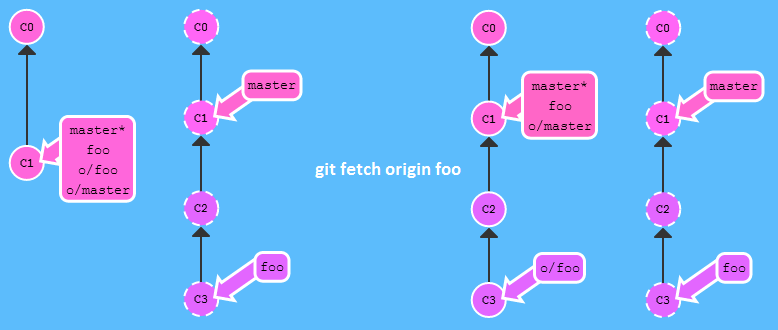 C0
C1
master*
foo
o/foo
o/master
C0
master
C1
C2
foo
C3
git fetch origin foo
C0
master*
foo
o/master
C1
C2
o/foo
C3
C0
master
C1
C2
foo
C3